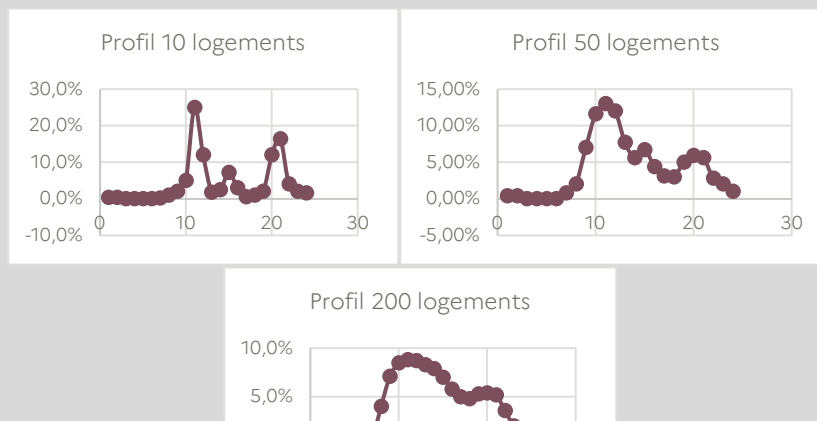 Profil 10 logements
30,0%
20,0%
10,0%
0,0%
-10,0%
0 10 20 30
Profil 50 logements
15,00%
10,00%
5,00%
0,00%
-5,00%
0 10 20 30
Profil 200 logements
10,0%
5,0%